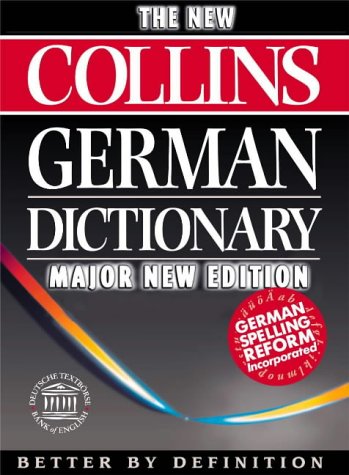 THE NEW
COLLINS
GERMAN
DICTIONARY
MAJOR NEW EDITION
GERMAN
SPELLING
REFORM
Incorporated
DEUTSCHE TEXTBÖRSE
BANK of ENGLISH
BETTER BY DEFINITION